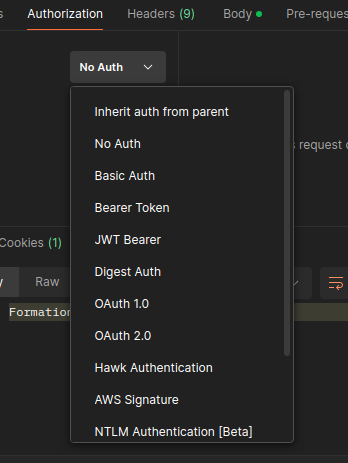 s Authorization Headers (9) Body Pre-reques
No Auth
Inherit auth from parent
No Auth
s request c
Basic Auth
Bearer Token
JWT Bearer
Cookies (1)
Digest Auth
y Raw
OAuth 1.0
Formation
OAuth 2.0
Hawk Authentication
AWS Signature
NTLM Authentication [Beta]